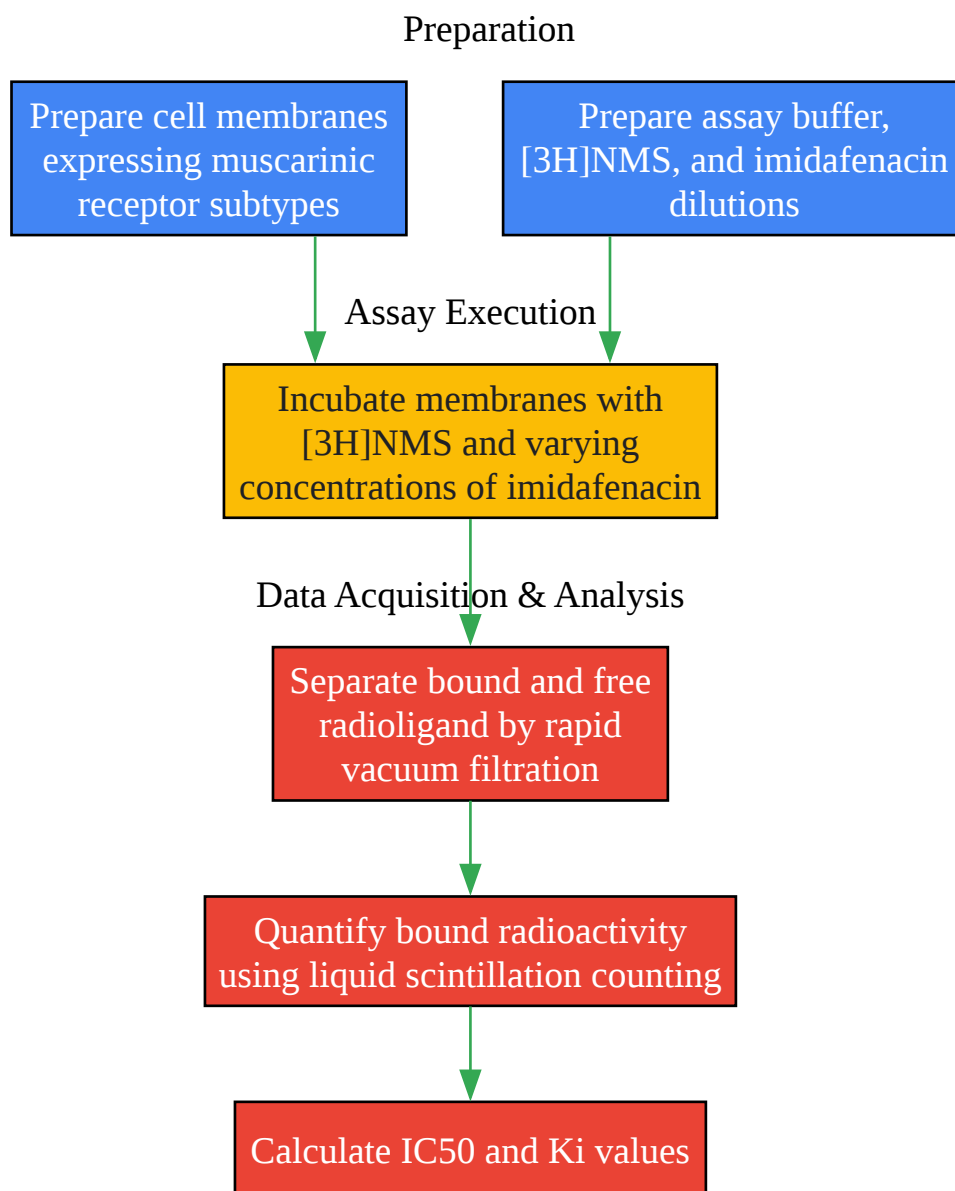 Preparation
Prepare cell membranes
expressing muscarinic
receptor subtypes
Prepare assay buffer,
[3H]NMS, and imidafenacin
dilutions
Assay Execution
Incubate membranes with
[3H]NMS and varying
concentrations of imidafenacin
Data Acquisition & Analysis
Separate bound and free
radioligand by rapid
vacuum filtration
Quantify bound radioactivity
using liquid scintillation counting
Calculate IC50 and Ki values